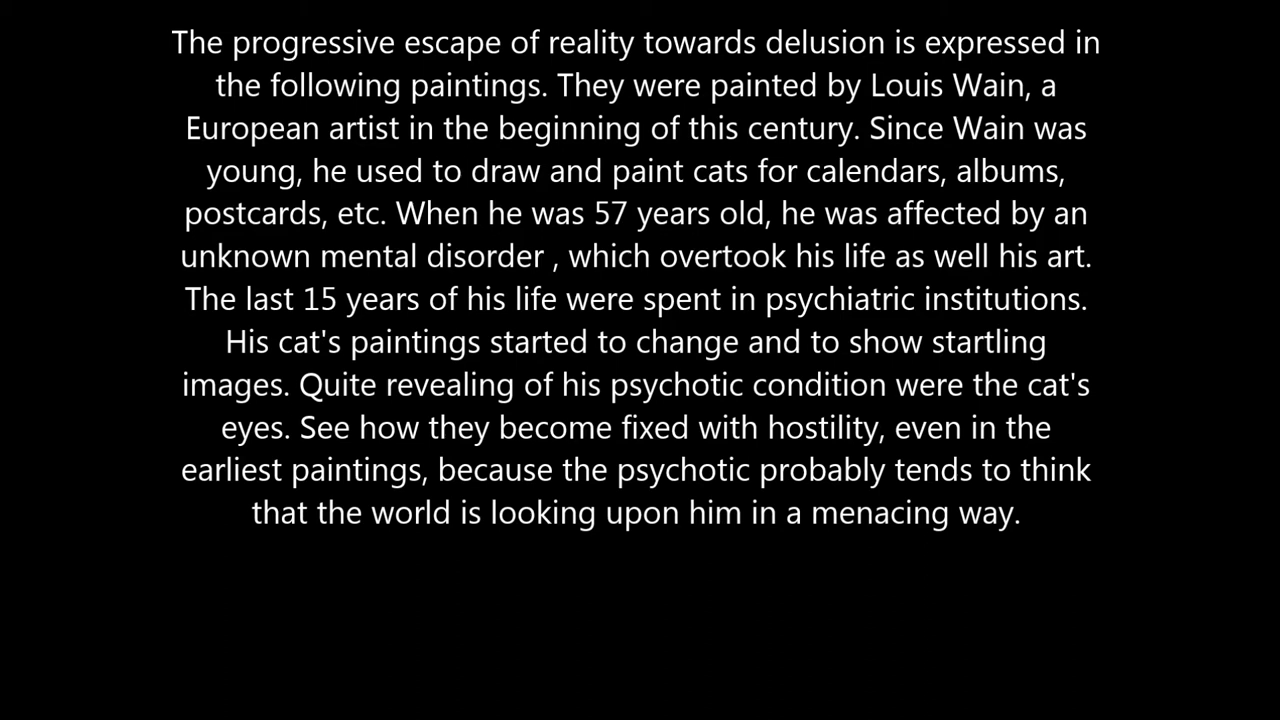 The progressive escape of reality towards delusion is expressed in
the following paintings. They were painted by Louis Wain, a
European artist in the beginning of this century. Since Wain was
young, he used to draw and paint cats for calendars, albums,
postcards, etc. When he was 57 years old, he was affected by an
unknown mental disorder , which overtook his life as well his art.
The last 15 years of his life were spent in psychiatric institutions.
His cat's paintings started to change and to show startling
images. Quite revealing of his psychotic condition were the cat's
eyes. See how they become fixed with hostility, even in the
earliest paintings, because the psychotic probably tends to think
that the world is looking upon him in a menacing way.